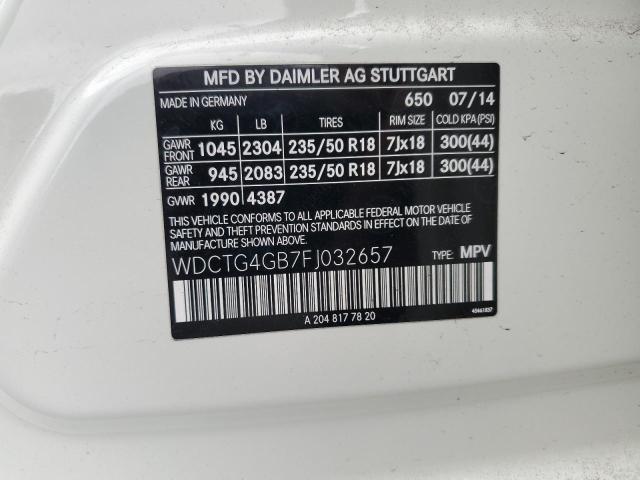 MFD BY DAIMLER AG STUTTGART
MADE IN GERMANY 650 07/14
KG LB TIRES RIM SIZE COLD KPA (PSI)
GAWR FRONT 1045 2304 235/50 R18 7Jx18 300(44)
GAWR REAR 945 2083 235/50 R18 7Jx18 300(44)
GVWR 1990 4387
THIS VEHICLE CONFORMS TO ALL APPLICABLE FEDERAL MOTOR VEHICLE
SAFETY AND THEFT PREVENTION STANDARDS IN EFFECT ON THE DATE
OF MANUFACTURE SHOWN ABOVE.
WDCTG4GB7FJ032657 TYPE: MPV
A 204 817 78 20